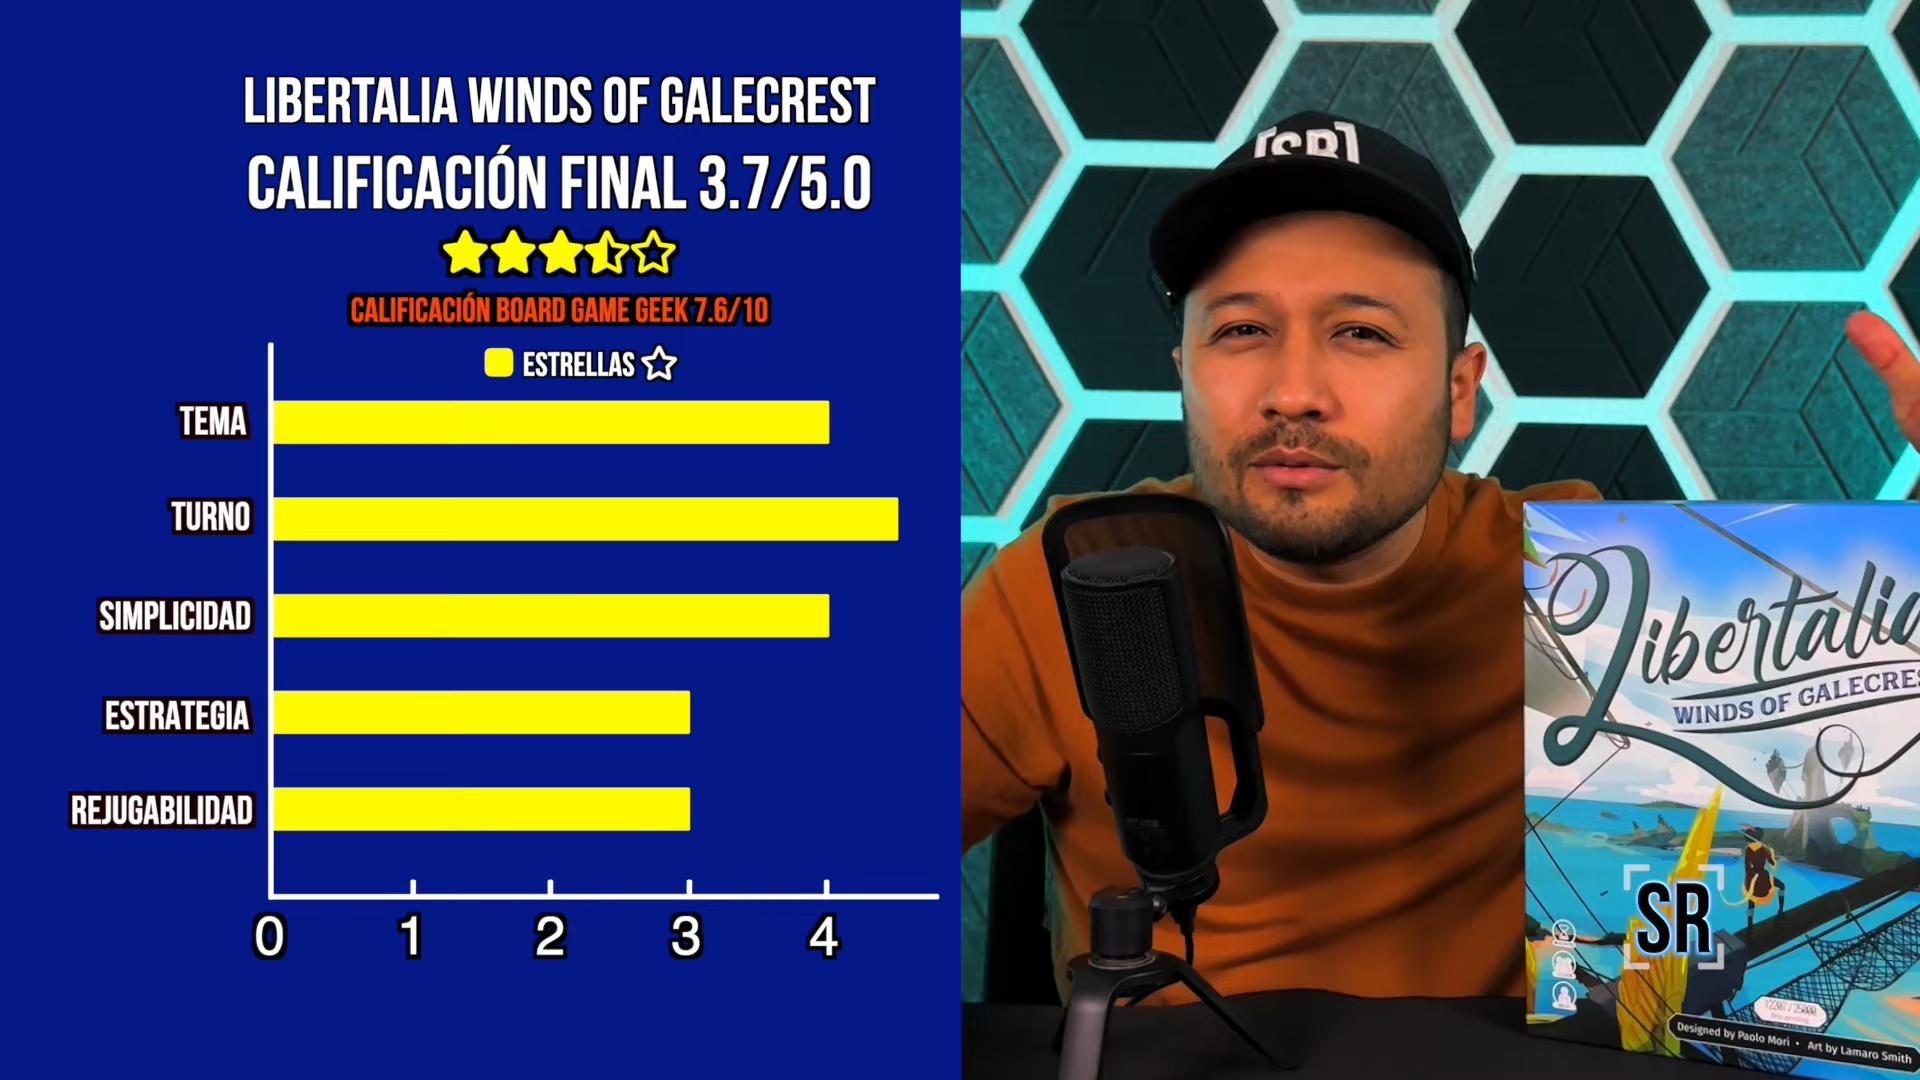 LIBERTALIA WINDS OF GALECREST
CALIFICACIÓN FINAL 3.7/5.0
CALIFICACIÓN BOARD GAME GEEK 7.6/10
ESTRELLAS
TEMA
TURNO
SIMPLICIDAD
ESTRATEGIA
REJUGABILIDAD
0 1 2 3 4
[SR]
Libertalia
WINDS OF GALECRES
SR
Designed by Paolo Mori • Art by Lamaro Smith